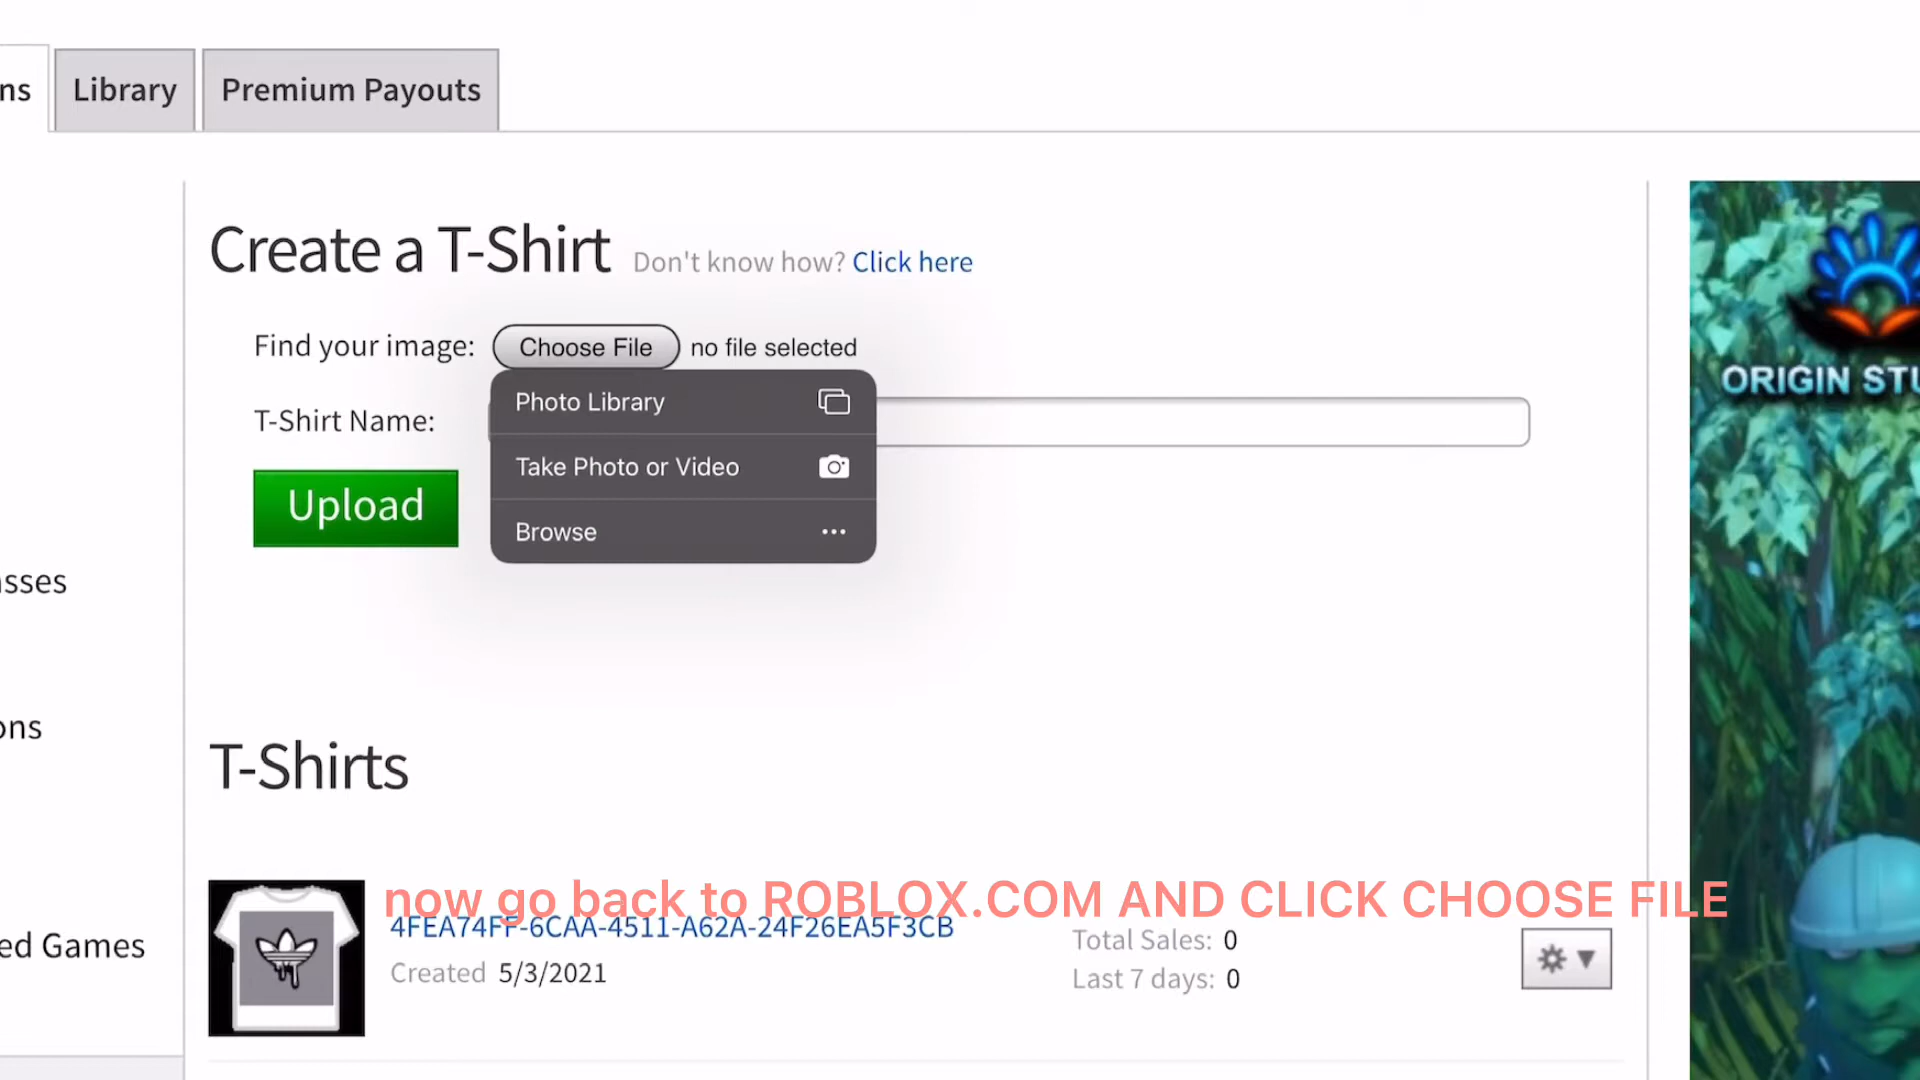 ns Library Premium Payouts
Create a T-Shirt Don't know how? Click here
Find your image: Choose File no file selected
Photo Library
T-Shirt Name:
Take Photo or Video
Upload
Browse
ORIGIN STU
asses
ons
T-Shirts
now go back to ROBLOX.COM AND CLICK CHOOSE FILE
4FEA74FF-6CAA-4511-A62A-24F26EA5F3CB
Total Sales: 0
ed Games
Created 5/3/2021
Last 7 days: 0